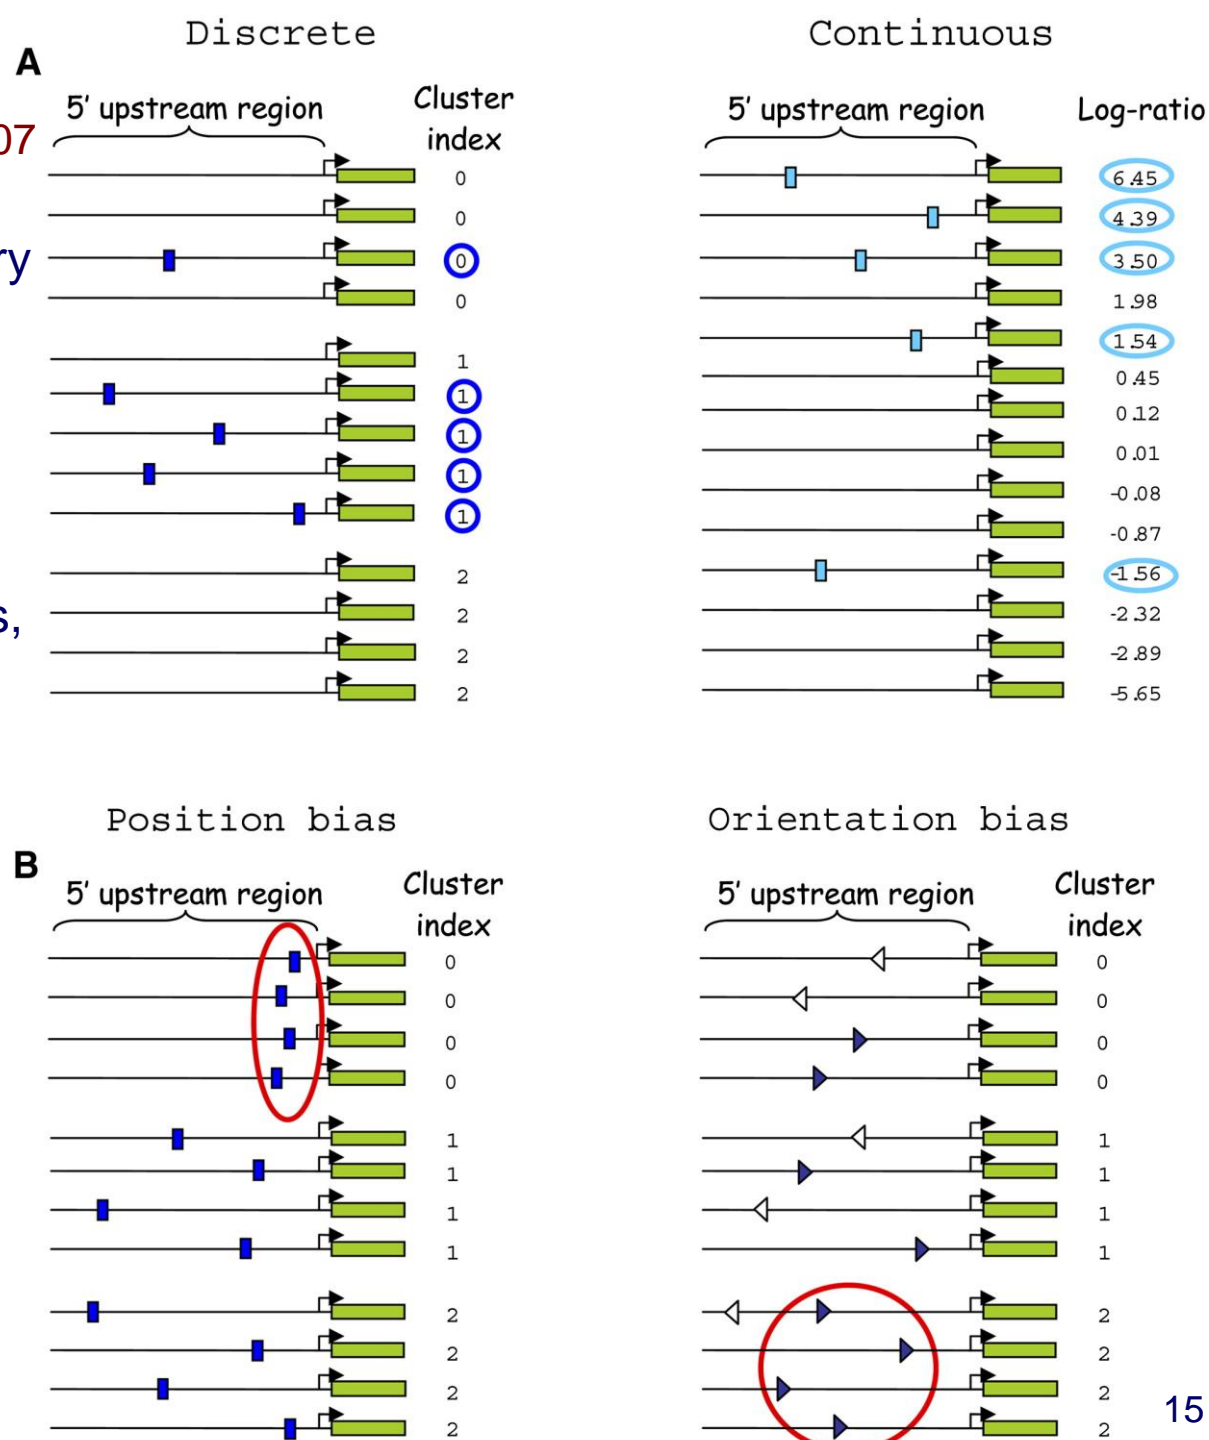 Discrete
Continuous
A
07
ry
s,
5' upstream region
Cluster
index
0
0
0
0
1
1
1
1
1
2
2
2
2
5' upstream region
Log-ratio
6.45
4.39
3.50
1.98
1.54
0.45
0.12
0.01
-0.08
-0.87
-1.56
-2.32
-2.89
-5.65
Position bias
Orientation bias
B
5' upstream region
Cluster
index
0
0
0
0
1
1
1
1
2
2
2
2
5' upstream region
Cluster
index
0
0
0
0
1
1
1
1
2
2
2
2
15